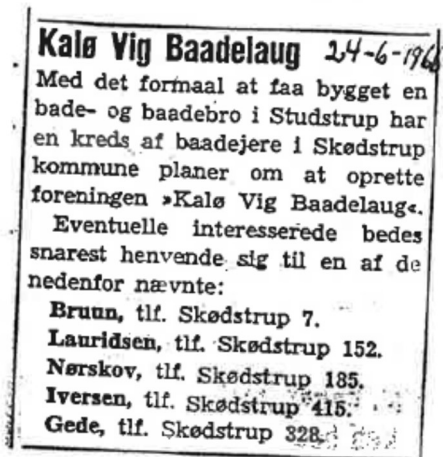 Kalø Vig Baadelaug 24-6-1968
Med det formaal at faa bygget en
bade- og baadebro i Studstrup har
en kreds af baadejere i Skødstrup
kommune planer om at oprette
foreningen »Kalø Vig Baadelaug«.
Eventuelle interesserede bedes
snarest henvende sig til en af de
nedenfor nævnte:
Bruun, tlf. Skødstrup 7.
Lauridsen, tlf. Skødstrup 152.
Nørskov, tlf. Skødstrup 185.
Iversen, tlf. Skødstrup 415.
Gede, tlf. Skødstrup 328.